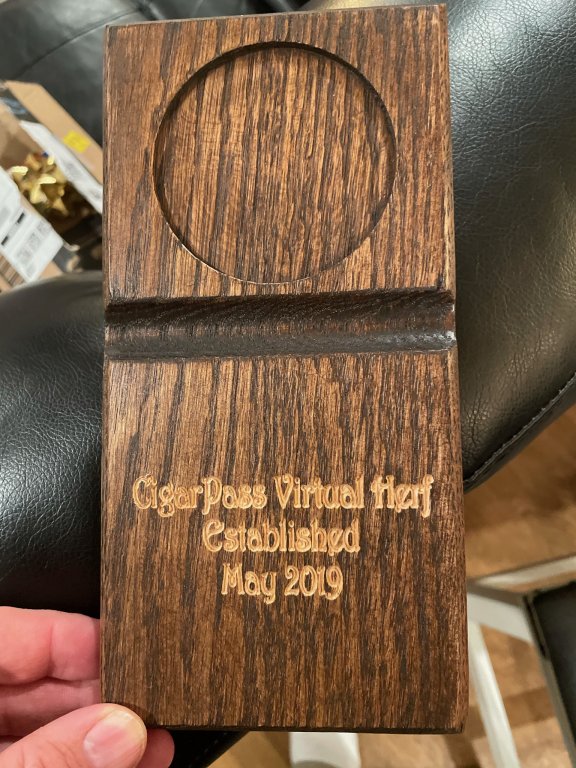 CigarPass Virtual Herf
Established
May 2019